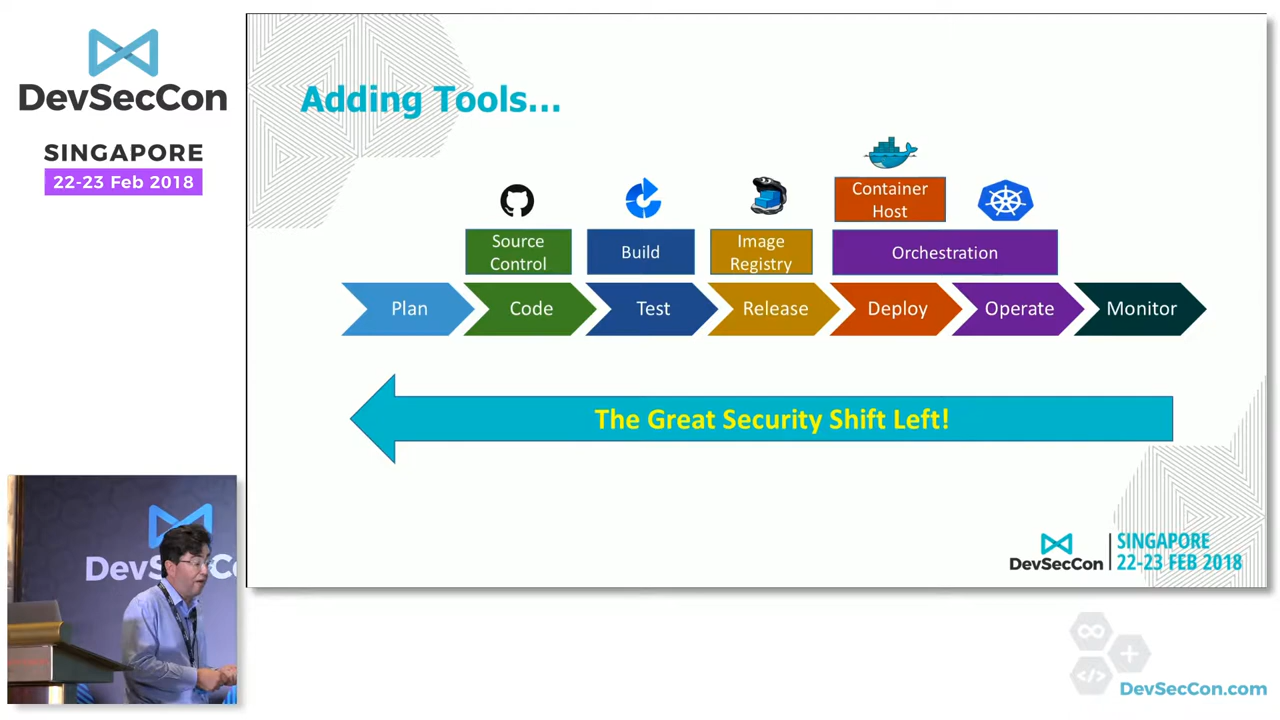 DevSecCon
SINGAPORE
22-23 Feb 2018
Adding Tools...
Container
Host
Source
Control
Build
Image
Registry
Orchestration
Plan
Code
Test
Release
Deploy
Operate
Monitor
The Great Security Shift Left!
DevSecCon
SINGAPORE
22-23 FEB 2018
DevS
C
DevSecCon.com